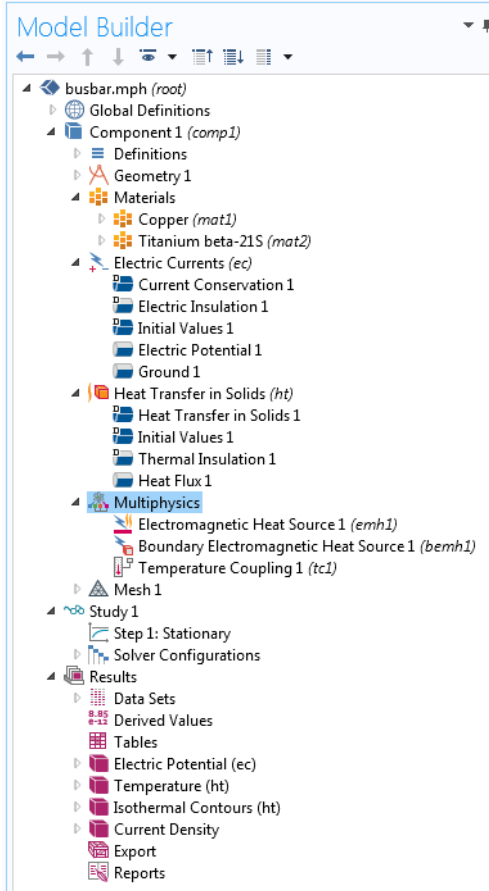 Model Builder
busbar.mph (root)
Global Definitions
Component 1 (comp1)
Definitions
Geometry 1
Materials
Copper (mat1)
Titanium beta-21S (mat2)
Electric Currents (ec)
Current Conservation 1
Electric Insulation 1
Initial Values 1
Electric Potential 1
Ground 1
Heat Transfer in Solids (ht)
Heat Transfer in Solids 1
Initial Values 1
Thermal Insulation 1
Heat Flux 1
Multiphysics
Electromagnetic Heat Source 1 (emh1)
Boundary Electromagnetic Heat Source 1 (bemh1)
Temperature Coupling 1 (tc1)
Mesh 1
Study 1
Step 1: Stationary
Solver Configurations
Results
Data Sets
8.85
e-12 Derived Values
Tables
Electric Potential (ec)
Temperature (ht)
Isothermal Contours (ht)
Current Density
Export
Reports